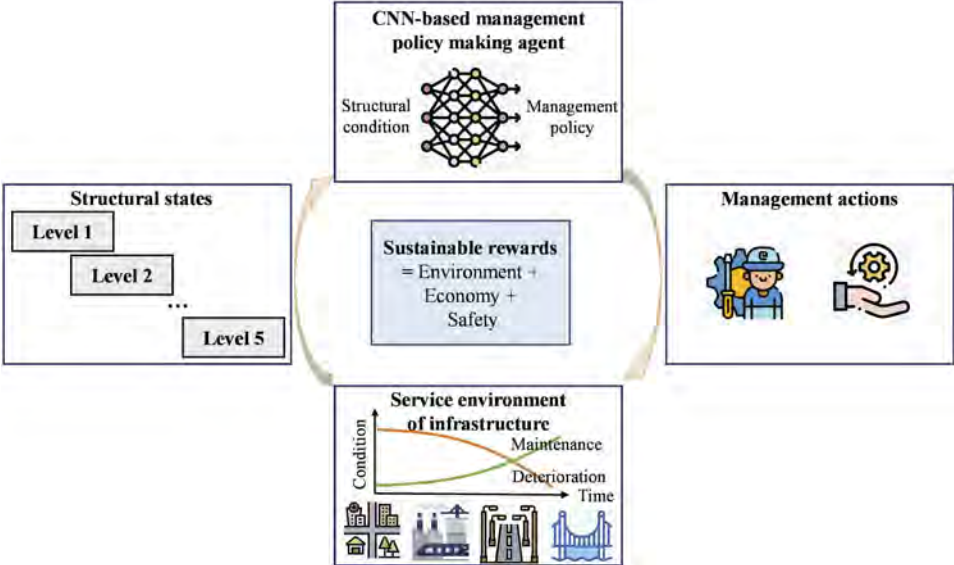 CNN-based management
policy making agent
Structural
condition
Management
policy
Structural states
Level 1
Level 2
...
Level 5
Sustainable rewards
= Environment +
Economy +
Safety
Management actions
Service environment
of infrastructure
Condition
Maintenance
Deterioration
Time